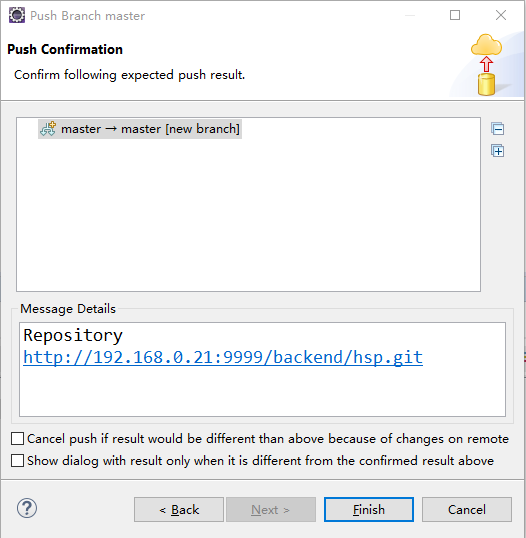 Push Branch master
Push Confirmation
Confirm following expected push result.
master → master [new branch]
Message Details
Repository
http://192.168.0.21:9999/backend/hsp.git
Cancel push if result would be different than above because of changes on remote
Show dialog with result only when it is different from the confirmed result above
? < Back Next > Finish Cancel